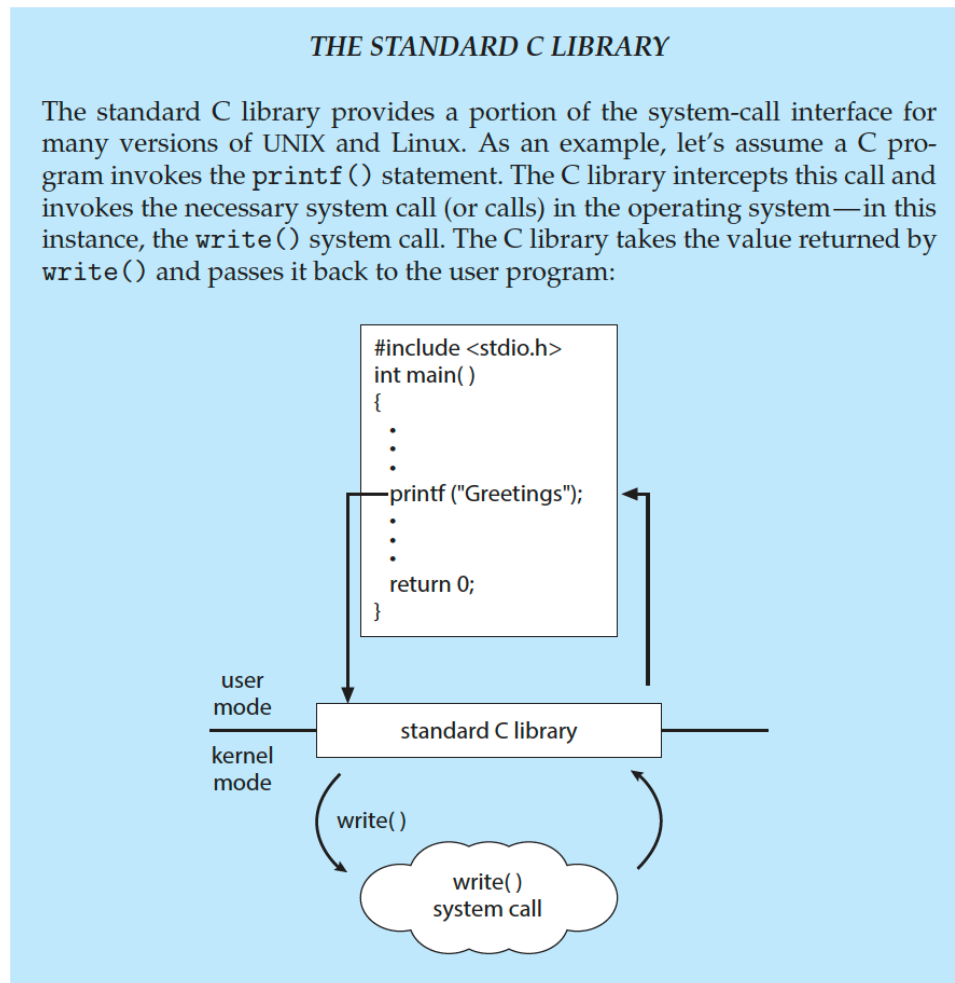 THE STANDARD C LIBRARY
The standard C library provides a portion of the system-call interface for
many versions of UNIX and Linux. As an example, let's assume a C pro-
gram invokes the printf() statement. The C library intercepts this call and
invokes the necessary system call (or calls) in the operating system—in this
instance, the write() system call. The C library takes the value returned by
write() and passes it back to the user program:
#include <stdio.h>
int main( )
{
.
.
.
printf ("Greetings");
.
.
.
return 0;
}
user
mode
standard C library
kernel
mode
write( )
write( )
system call